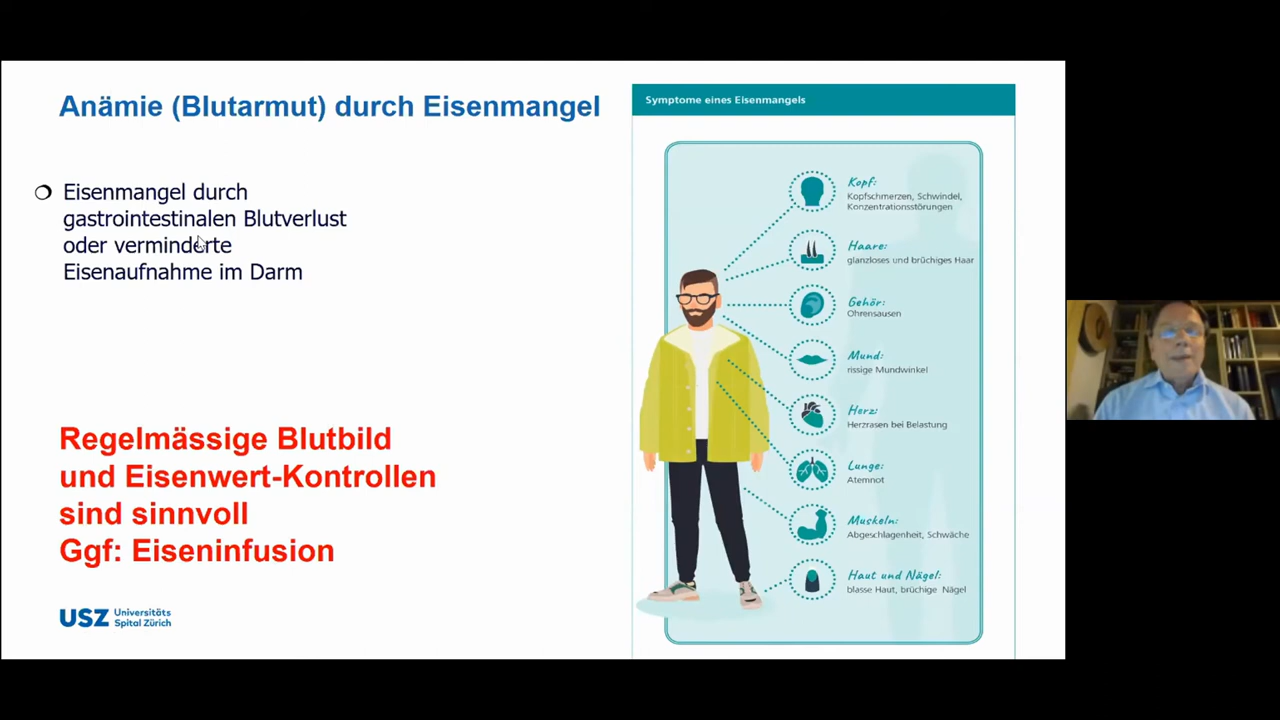 Anämie (Blutarmut) durch Eisenmangel
Eisenmangel durch
gastrointestinalen Blutverlust
oder verminderte
Eisenaufnahme im Darm
Regelmässige Blutbild
und Eisenwert-Kontrollen
sind sinnvoll
Ggf: Eiseninfusion
USZ Universitäts
Spital Zürich
Symptome eines Eisenmangels
Kopf:
Kopfschmerzen, Schwindel,
Konzentrationsstörungen
Haare:
glanzloses und brüchiges Haar
Gehör:
Ohrensausen
Mund:
rissige Mundwinkel
Herz:
Herzrasen bei Belastung
Lunge:
Atemnot
Muskeln:
Abgeschlagenheit, Schwäche
Haut und Nägel:
blasse Haut, brüchige Nägel